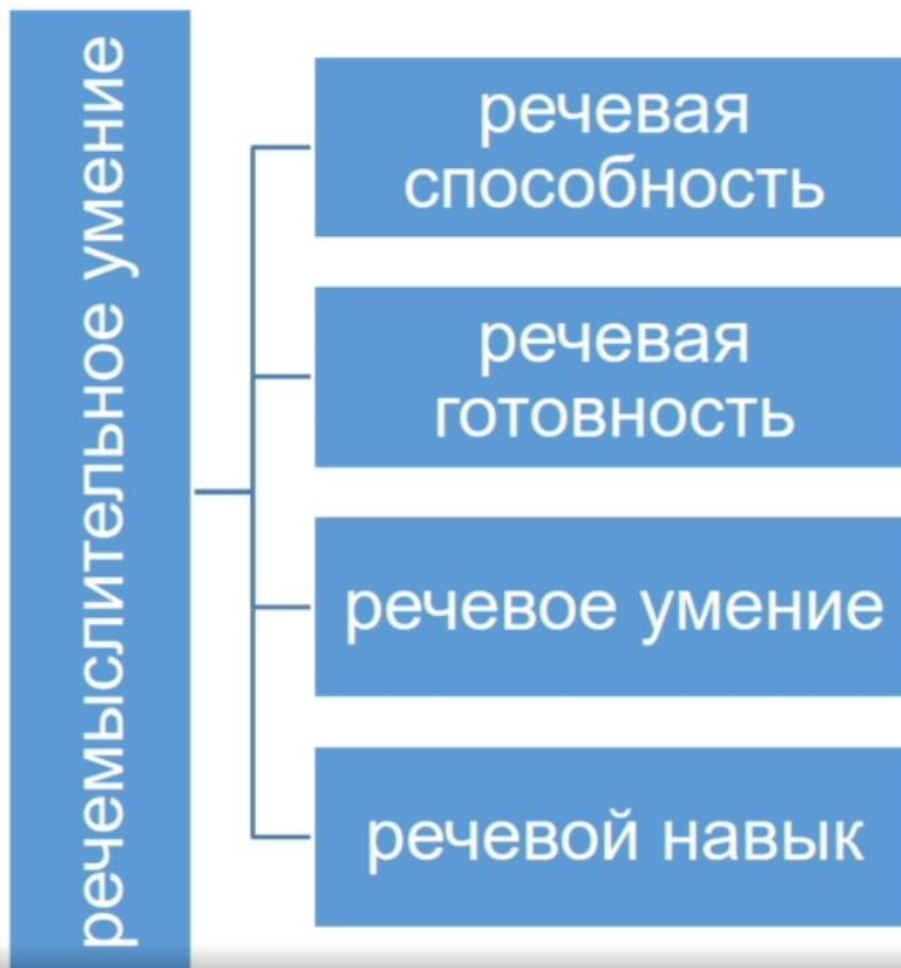 речемыслительное умение
речевая
способность
речевая
готовность
речевое умение
речевой навык